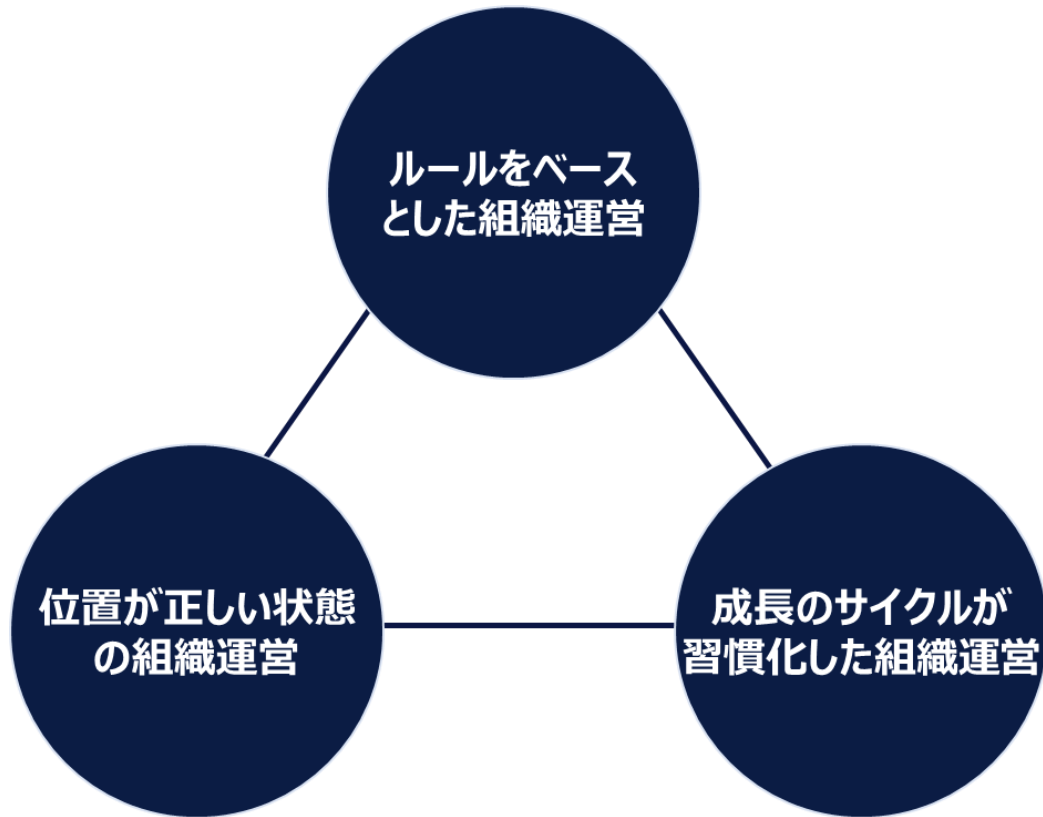 ルールをベース
とした組織運営
位置が正しい状態
の組織運営
成長のサイクルが
習慣化した組織運営